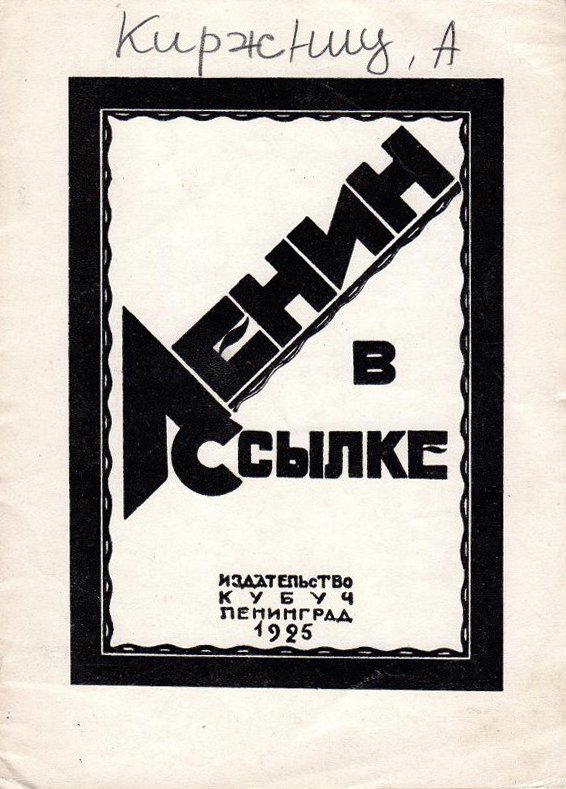 Киржниц, А
ЛЕНИН
В
ССЫЛКЕ
ИЗДАТЕЛЬСТВО
КУБУЧ
ЛЕНИНГРАД
1925